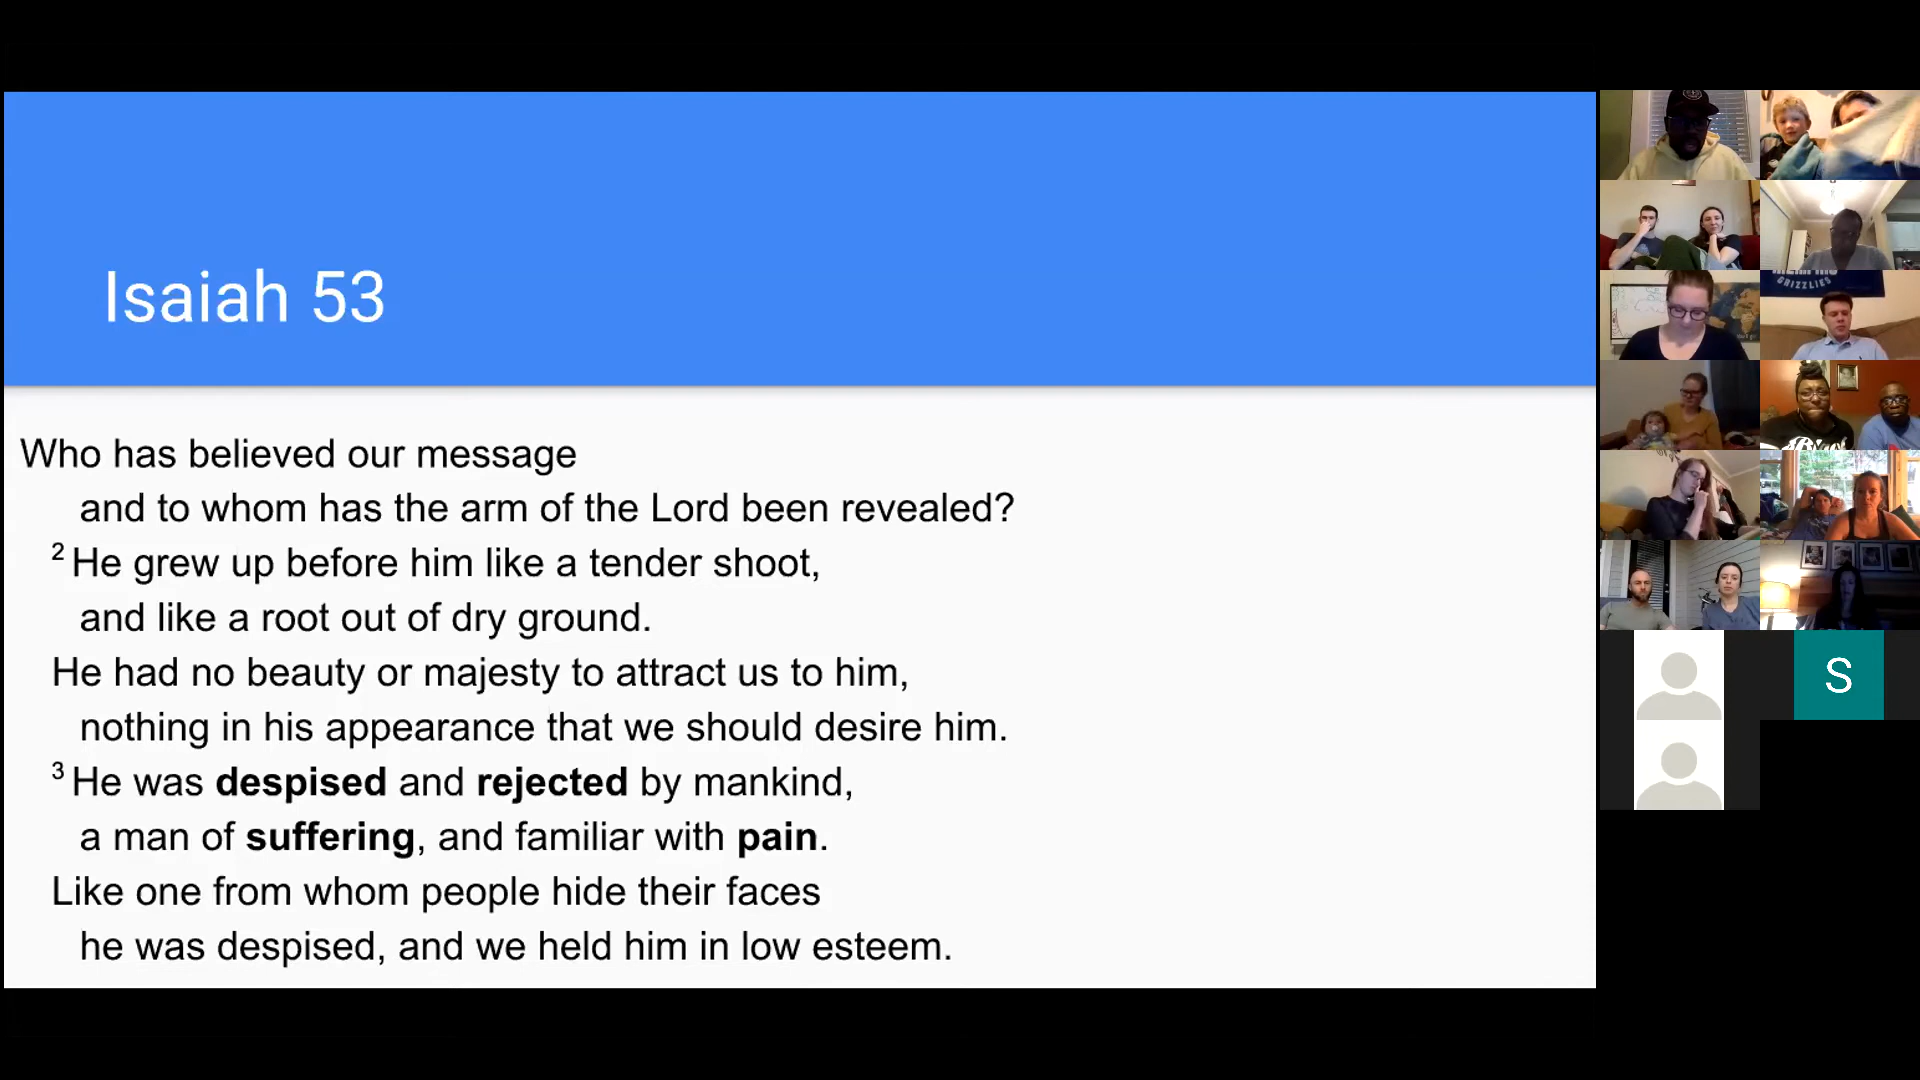 Isaiah 53
Who has believed our message
and to whom has the arm of the Lord been revealed?
2 He grew up before him like a tender shoot,
and like a root out of dry ground.
He had no beauty or majesty to attract us to him,
nothing in his appearance that we should desire him.
3 He was despised and rejected by mankind,
a man of suffering, and familiar with pain.
Like one from whom people hide their faces
he was despised, and we held him in low esteem.
GRIZZLIES
S